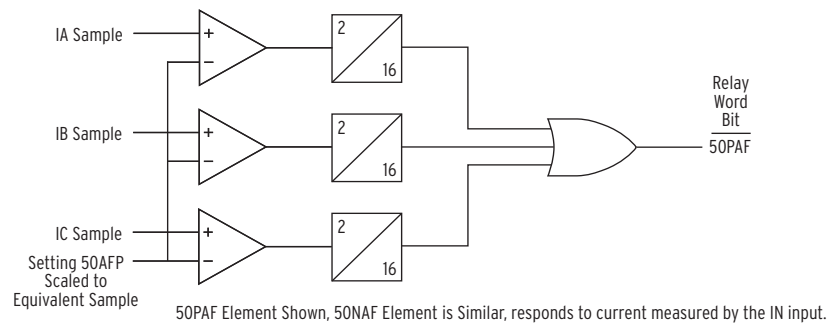 IA Sample
+
–
2
16
Relay
Word
Bit
50PAF
IB Sample
+
–
2
16
IC Sample
+
–
2
16
Setting 50AFP
Scaled to
Equivalent Sample
50PAF Element Shown, 50NAF Element is Similar, responds to current measured by the IN input.